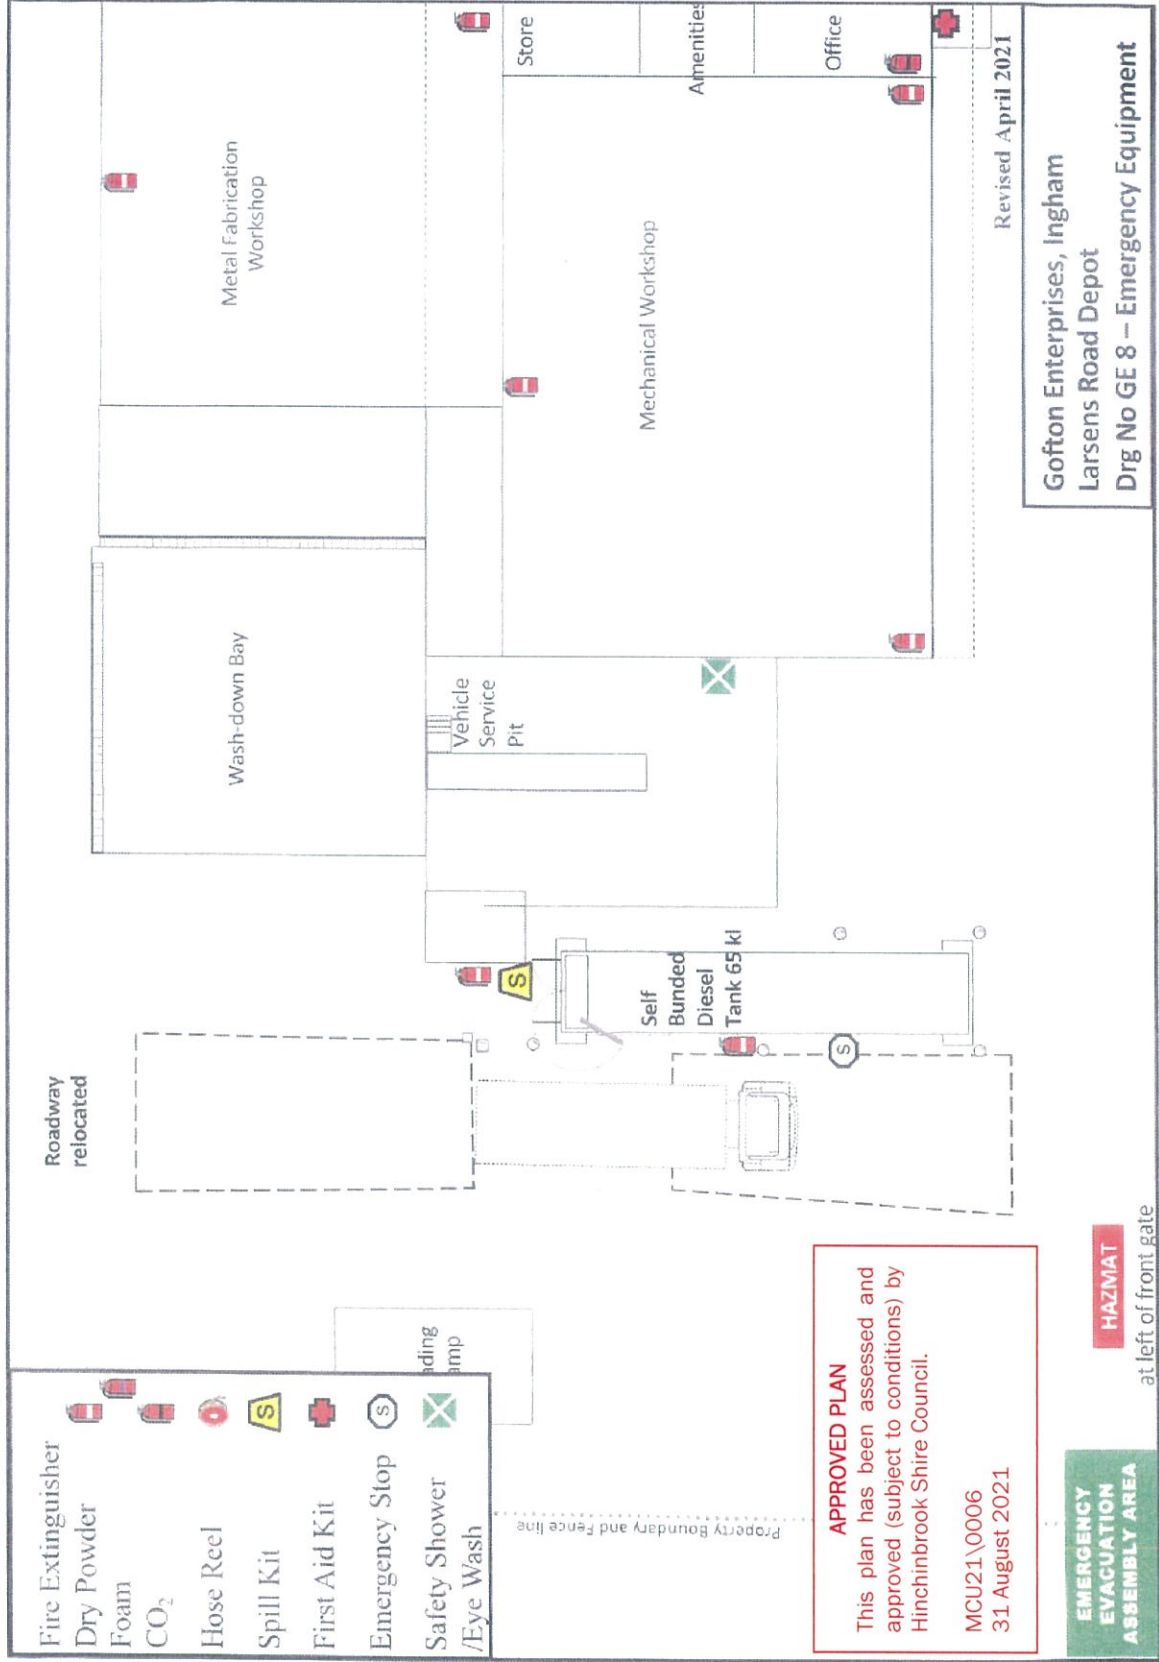 Fire Extinguisher
Dry Powder
Foam
CO₂
Hose Reel
Spill Kit
S
First Aid Kit
Emergency Stop
S
Safety Shower
/Eye Wash
ading
amp
Roadway
relocated
Property Boundary and Fence line
Wash-down Bay
Vehicle
Service
Pit
S
Self
Bunded
Diesel
Tank 65 kl
S
Metal Fabrication
Workshop
Mechanical Workshop
Store
Amenities
Office
APPROVED PLAN
This plan has been assessed and
approved (subject to conditions) by
Hinchinbrook Shire Council.
MCU21\0006
31 August 2021
EMERGENCY
EVACUATION
ASSEMBLY AREA
HAZMAT
at left of front gate
Revised April 2021
Gofton Enterprises, Ingham
Larsens Road Depot
Drg No GE 8 – Emergency Equipment